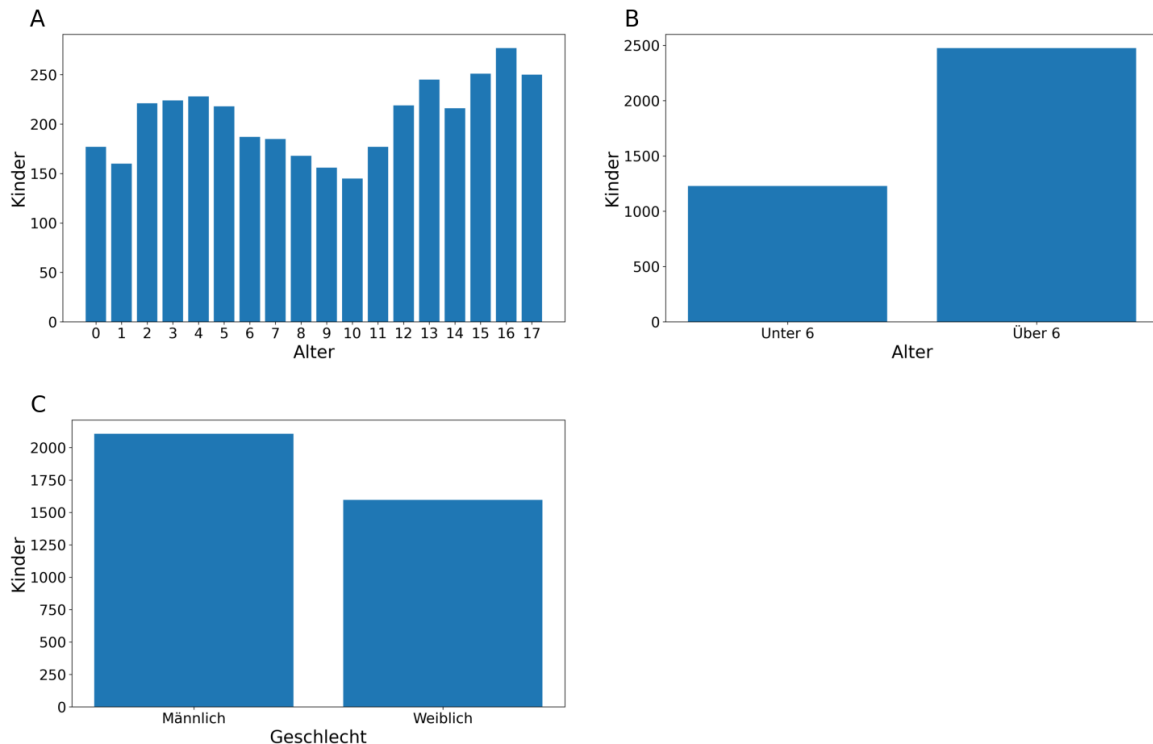 A
Kinder
250
200
150
100
50
0
0 1 2 3 4 5 6 7 8 9 10 11 12 13 14 15 16 17
Alter
B
Kinder
2500
2000
1500
1000
500
0
Unter 6 Über 6
Alter
C
Kinder
2000
1750
1500
1250
1000
750
500
250
0
Männlich Weiblich
Geschlecht